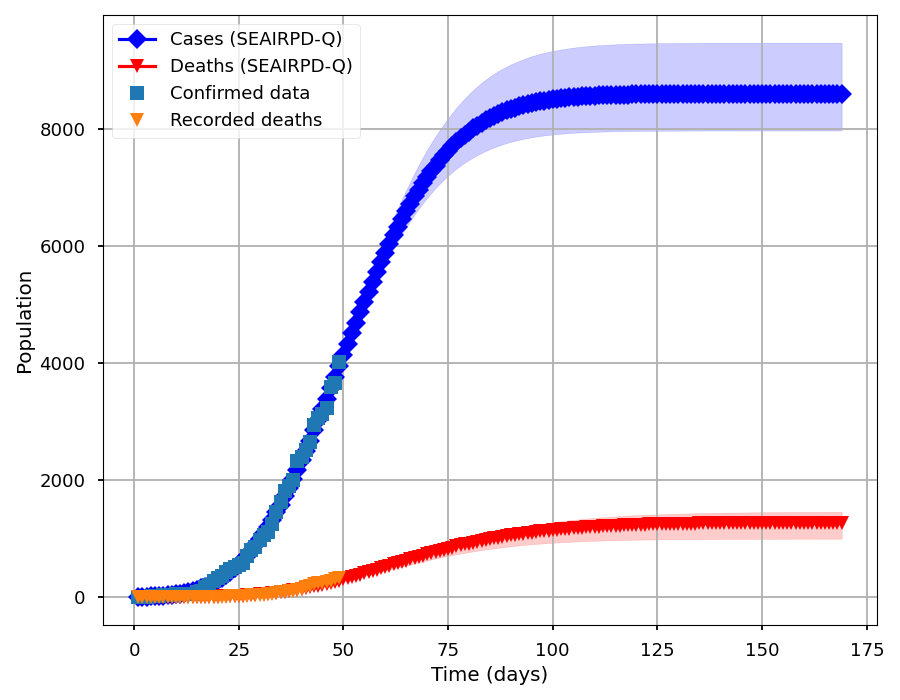 Cases (SEAIRPD-Q)
Deaths (SEAIRPD-Q)
Confirmed data
Recorded deaths
8000
6000
4000
2000
0
Population
0 25 50 75 100 125 150 175
Time (days)